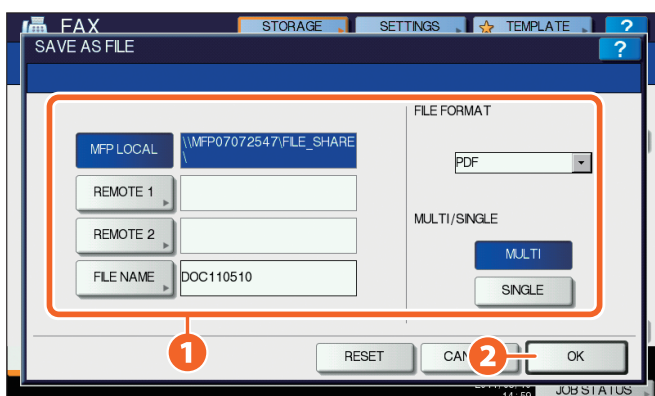 FAX
STORAGE
SETTINGS
TEMPLATE
?
SAVE AS FILE
?
FILE FORMAT
MFP LOCAL
\\MFP07072547\FILE_SHARE
\
PDF
REMOTE 1
REMOTE 2
MULTI/SINGLE
MULTI
FILE NAME
DOC110510
SINGLE
1
RESET
2
OK
JOB STATUS